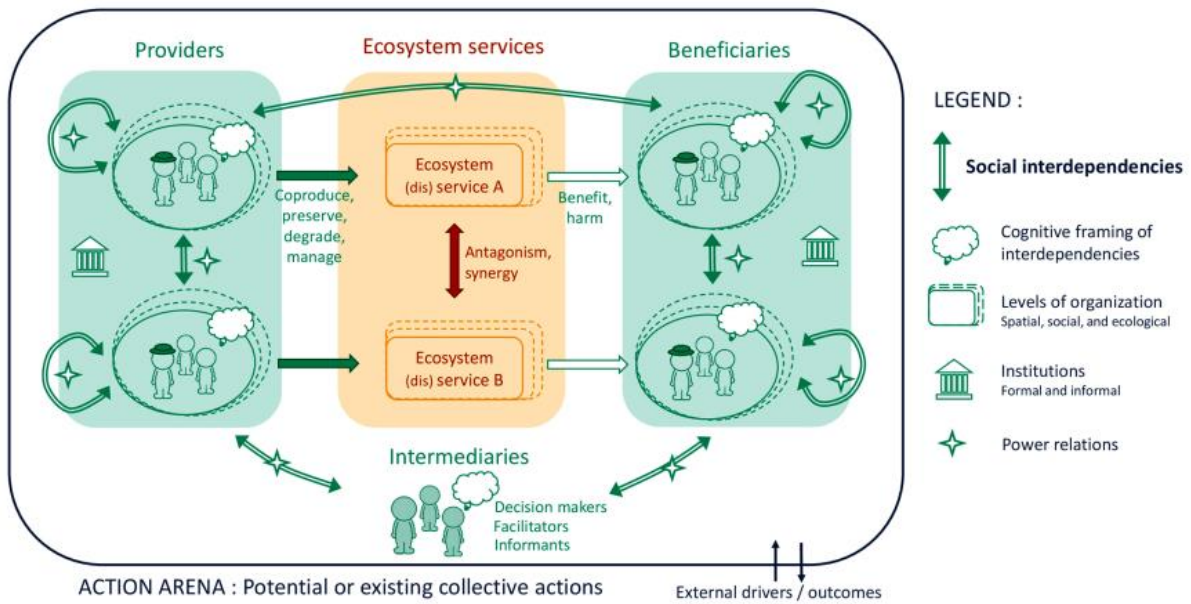 Providers
Ecosystem services
Beneficiaries
Ecosystem
(dis) service A
Coproduce,
preserve,
degrade,
manage
Benefit,
harm
Antagonism,
synergy
Ecosystem
(dis) service B
Intermediaries
Decision makers
Facilitators
Informants
ACTION ARENA : Potential or existing collective actions
External drivers / outcomes
LEGEND :
Social interdependencies
Cognitive framing of
interdependencies
Levels of organization
Spatial, social, and ecological
Institutions
Formal and informal
Power relations